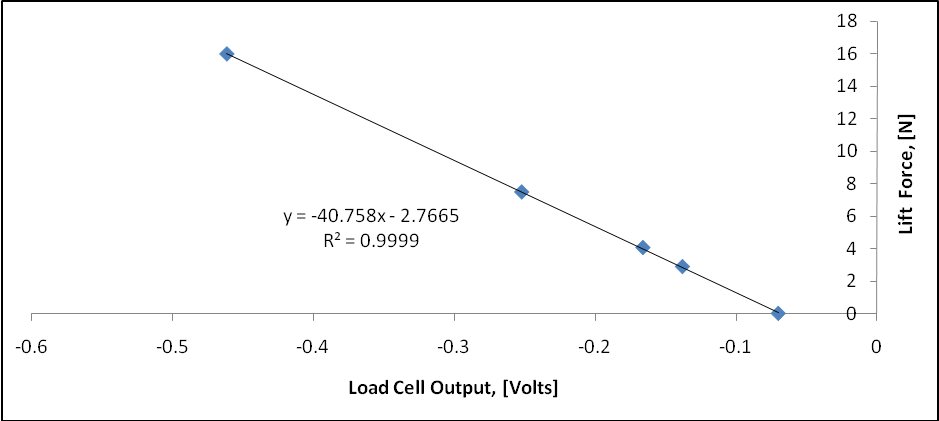 18
16
14
12
10
8
6
4
2
0
Lift Force, [N]
y = -40.758x - 2.7665
R² = 0.9999
-0.6 -0.5 -0.4 -0.3 -0.2 -0.1 0
Load Cell Output, [Volts]